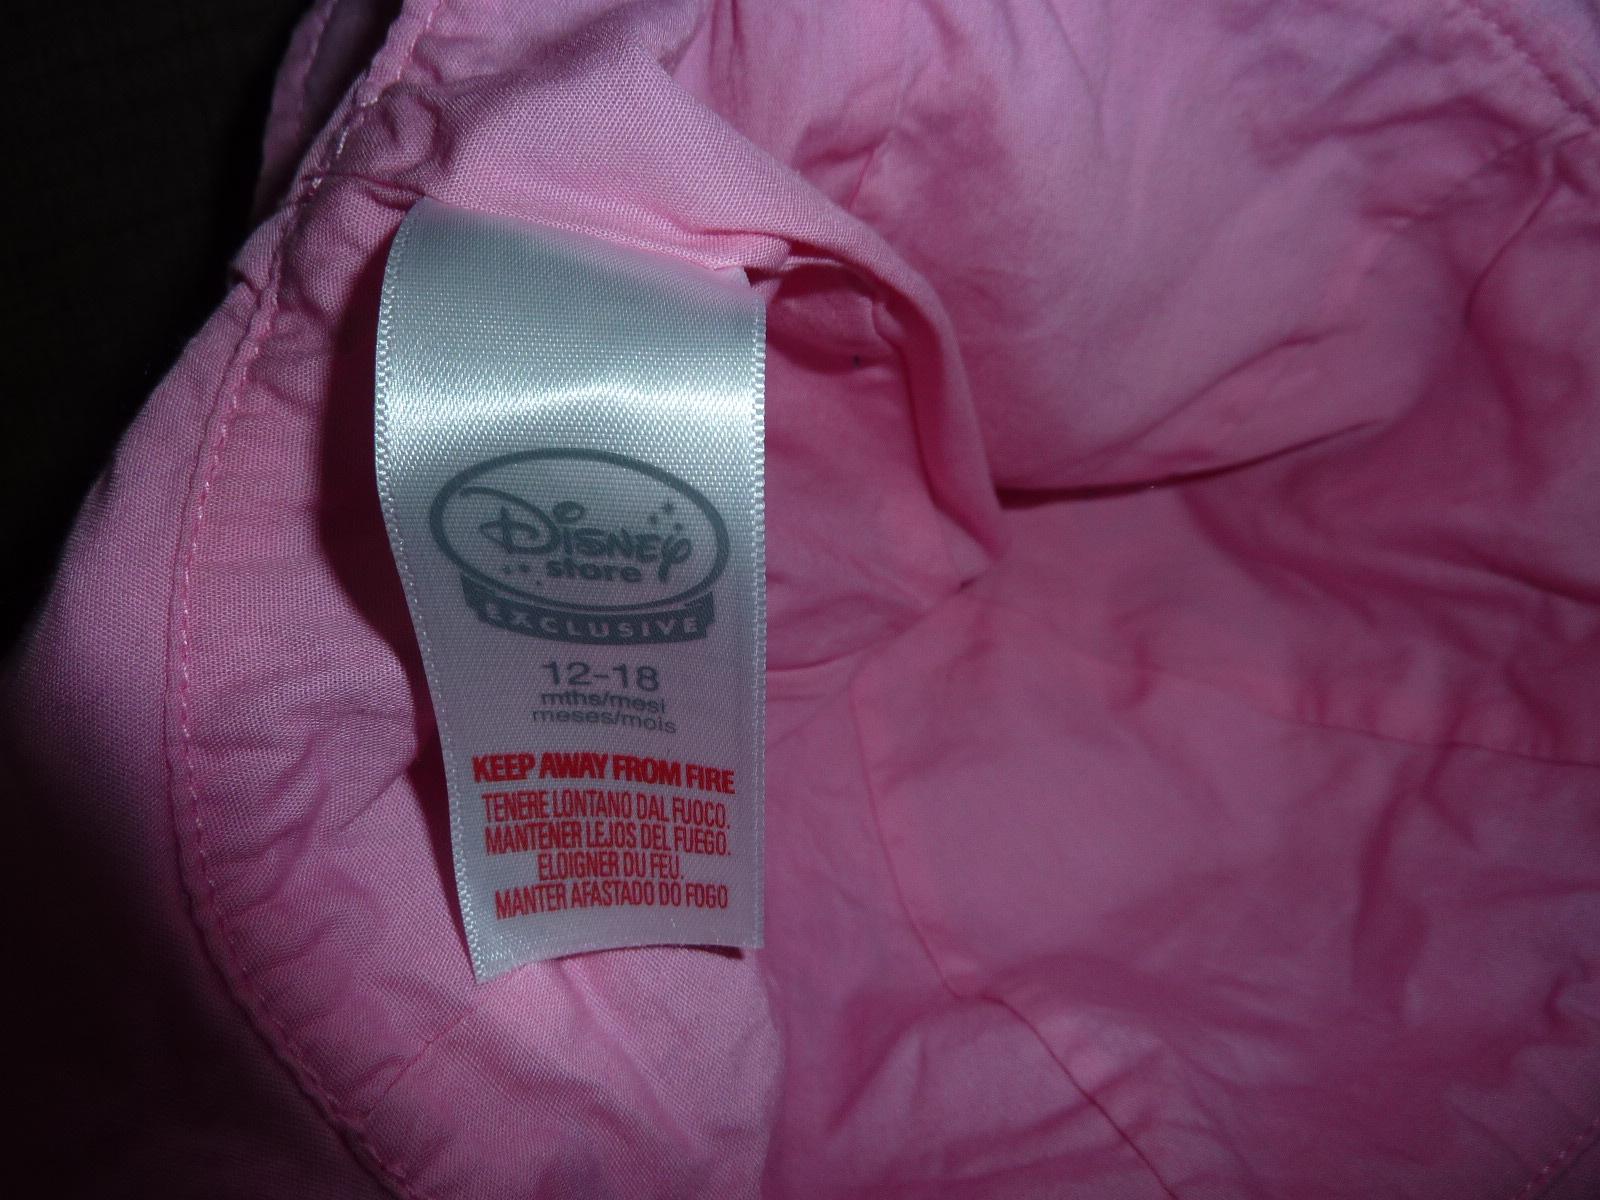 Disney
store
EXCLUSIVE
12-18
mths/mesi
meses/mois
KEEP AWAY FROM FIRE
TENERE LONTANO DAL FUOCO.
MANTENER LEJOS DEL FUEGO.
ELOIGNER DU FEU.
MANTER AFASTADO DO FOGO